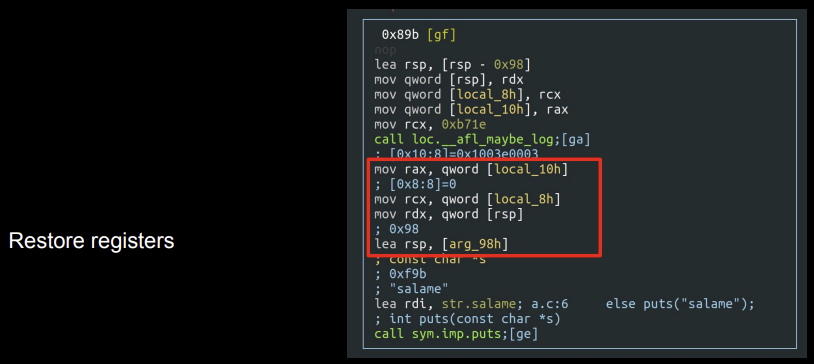 Restore registers
0x89b [gf]
nop
lea rsp, [rsp - 0x98]
mov qword [rsp], rdx
mov qword [local_8h], rcx
mov qword [local_10h], rax
mov rcx, 0xb71e
call loc.__afl_maybe_log;[ga]
; [0x10:8]=0x1003e0003
mov rax, qword [local_10h]
; [0x8:8]=0
mov rcx, qword [local_8h]
mov rdx, qword [rsp]
; 0x98
lea rsp, [arg_98h]
; const char *s
; 0xf9b
; "salame"
lea rdi, str.salame; a.c:6 else puts("salame");
; int puts(const char *s)
call sym.imp.puts;[ge]